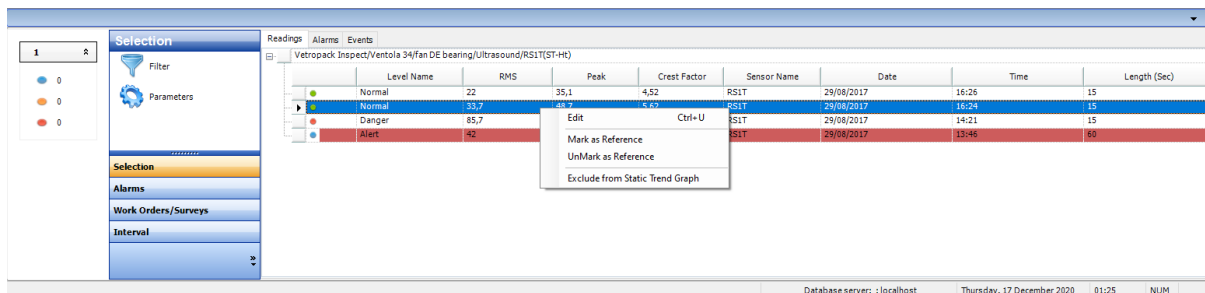 1
0
0
0
Selection
Filter
Parameters
Selection
Alarms
Work Orders/Surveys
Interval
Readings Alarms Events
Vetropack Inspect/Ventola 34/fan DE bearing/Ultrasound/RS1T(ST-Ht)
Level Name RMS Peak Crest Factor Sensor Name Date Time Length (Sec)
Normal 22 35,1 4,52 RS1T 29/08/2017 16:26 15
Normal 33,7 48,7 5,62 RS1T 29/08/2017 16:24 15
Danger 85,7 RS1T 29/08/2017 14:21 15
Alert 42 RS1T 29/08/2017 13:46 60
Edit Ctrl+U
Mark as Reference
UnMark as Reference
Exclude from Static Trend Graph
Database server: : localhost Thursday, 17 December 2020 01:25 NUM